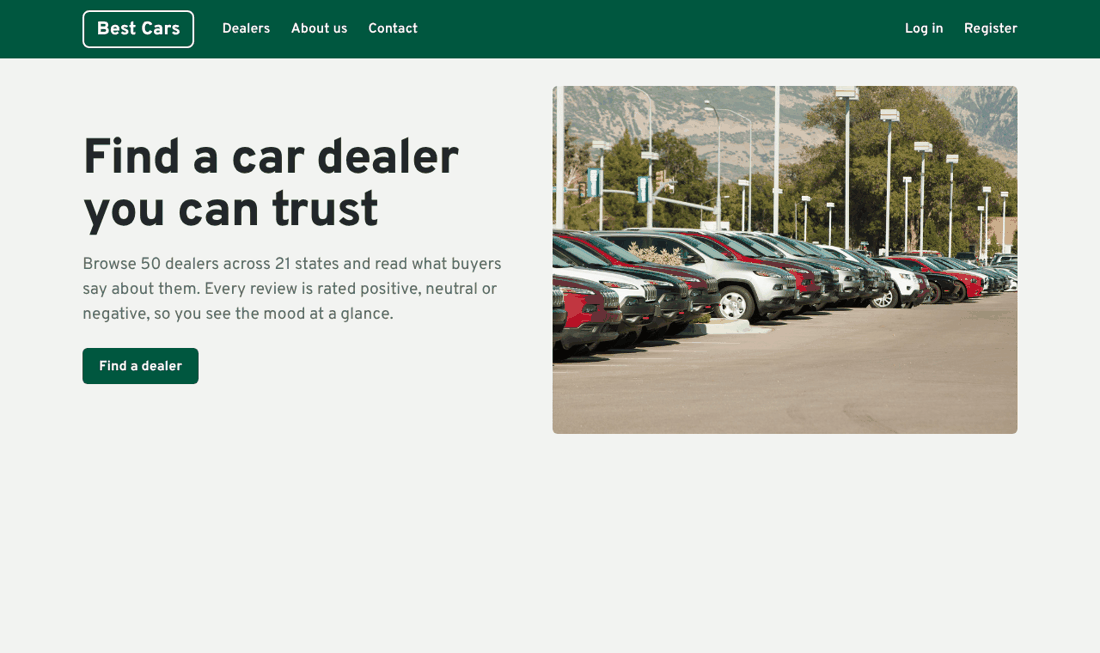 Best Cars
Dealers
About us
Contact
Log in
Register
Find a car dealer
you can trust
Browse 50 dealers across 21 states and read what buyers
say about them. Every review is rated positive, neutral or
negative, so you see the mood at a glance.
Find a dealer